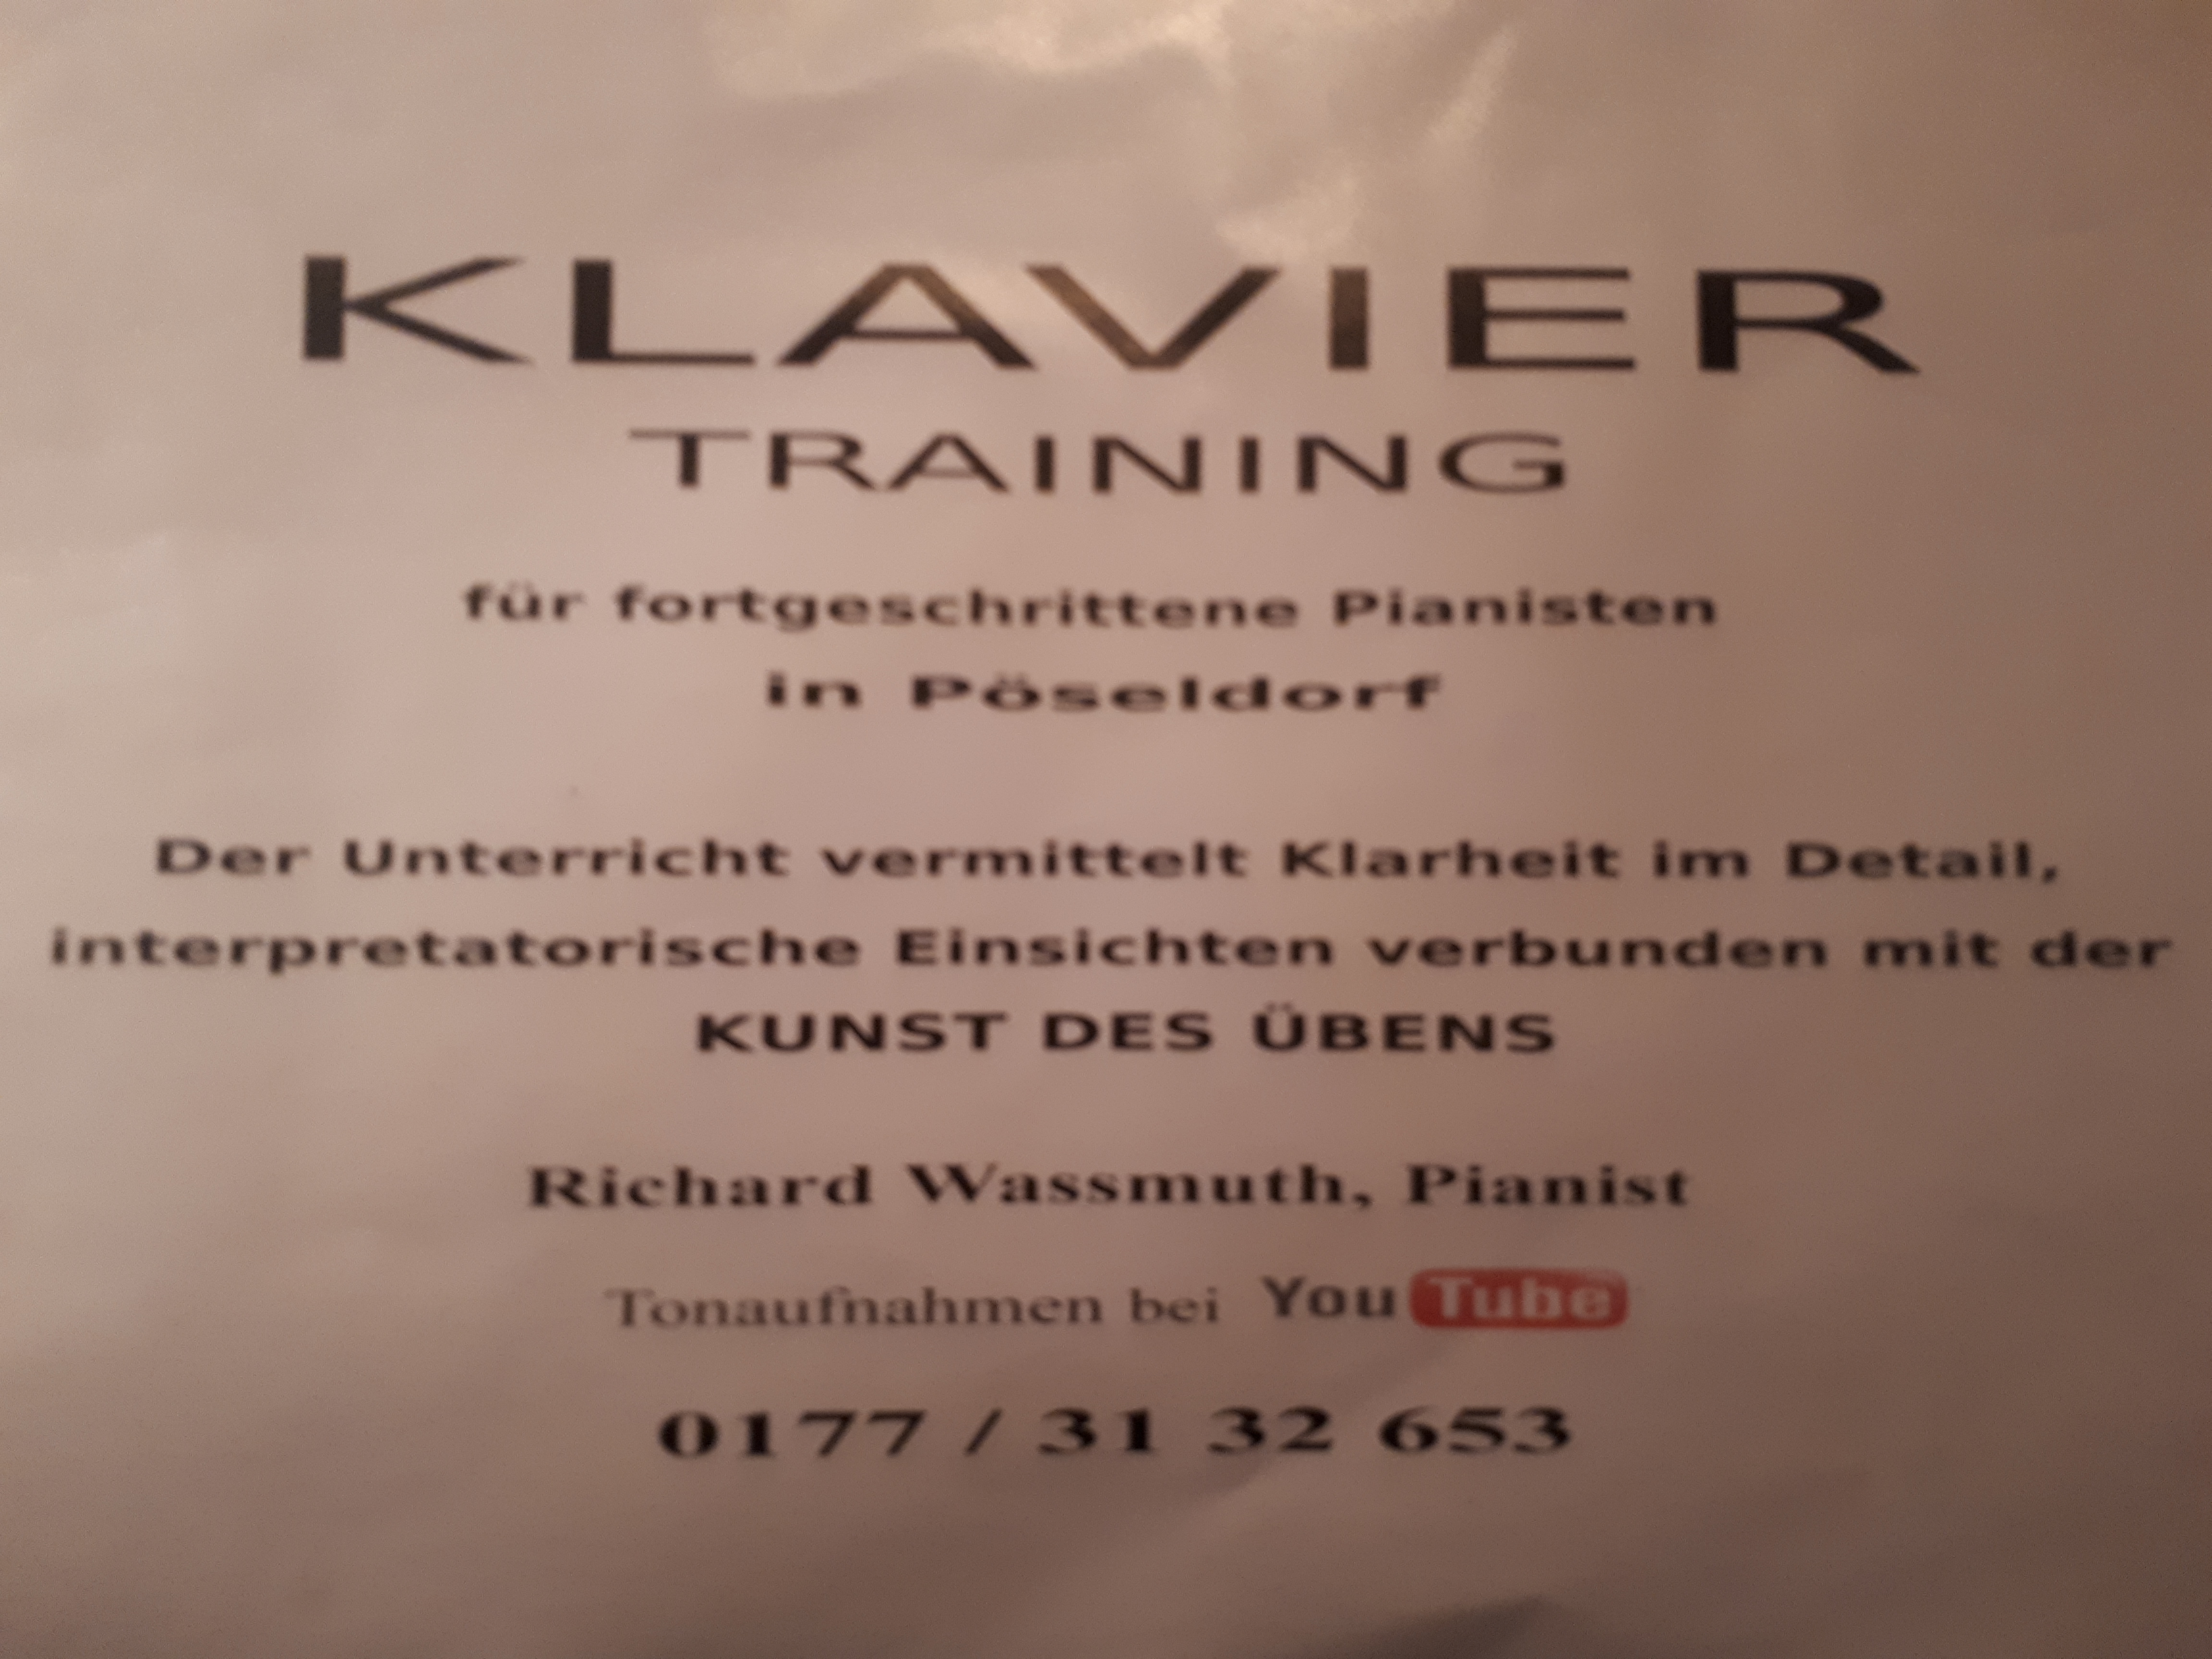 KLAVIER
TRAINING
für fortgeschrittene Pianisten
in Pöseldorf
Der Unterricht vermittelt Klarheit im Detail,
interpretatorische Einsichten verbunden mit der
KUNST DES ÜBENS
Richard Wassmuth, Pianist
Tonaufnahmen bei YouTube
0177 / 31 32 653